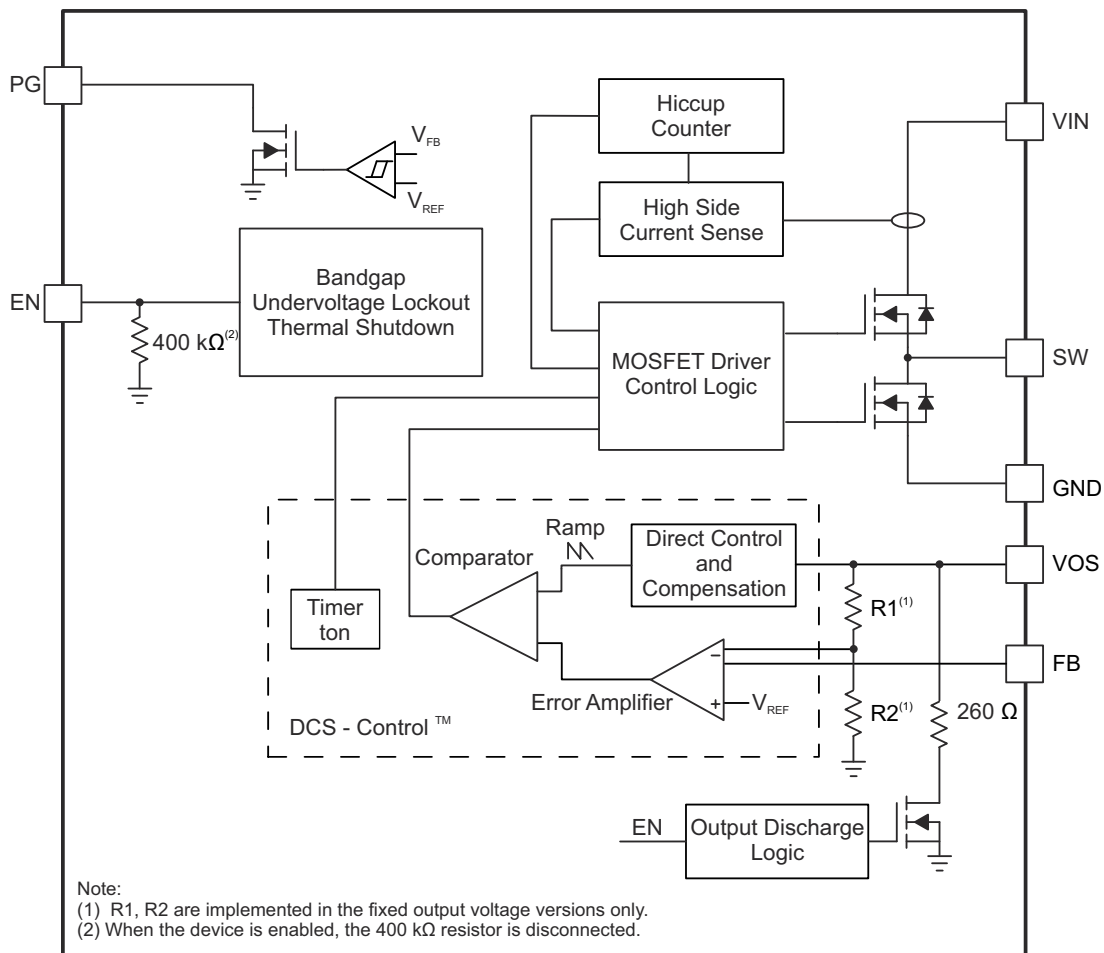 PG
Hiccup
Counter
VIN
V_FB
V_REF
High Side
Current Sense
Bandgap
Undervoltage Lockout
Thermal Shutdown
EN
400 kΩ(2)
MOSFET Driver
Control Logic
SW
GND
Ramp
Direct Control
and
Compensation
Comparator
VOS
Timer
ton
R1(1)
−
FB
Error Amplifier
+
V_REF
R2(1)
260 Ω
DCS - Control ™
EN
Output Discharge
Logic
Note:
(1) R1, R2 are implemented in the fixed output voltage versions only.
(2) When the device is enabled, the 400 kΩ resistor is disconnected.